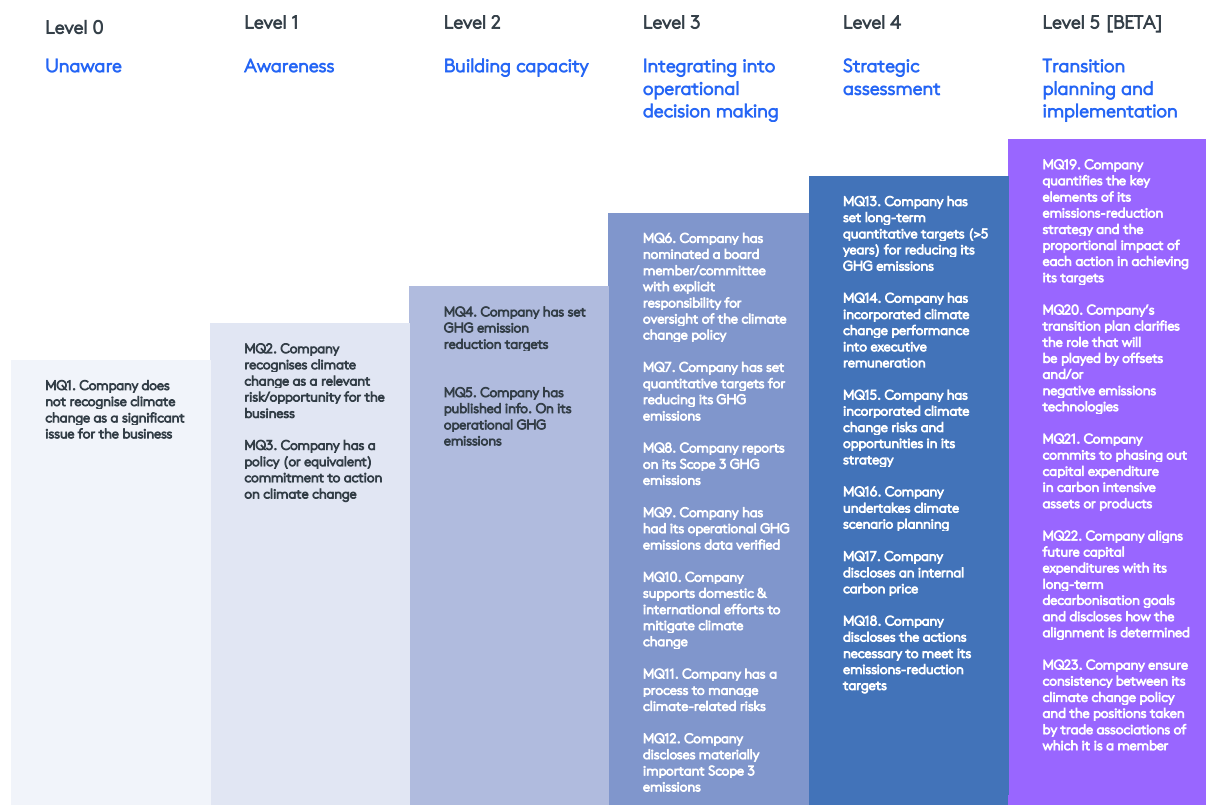 Level 0
Unaware
MQ1. Company does
not recognise climate
change as a significant
issue for the business
Level 1
Awareness
MQ2. Company
recognises climate
change as a relevant
risk/opportunity for the
business
MQ3. Company has a
policy (or equivalent)
commitment to action
on climate change
Level 2
Building capacity
MQ4. Company has set
GHG emission
reduction targets
MQ5. Company has
published info. On its
operational GHG
emissions
Level 3
Integrating into
operational
decision making
MQ6. Company has
nominated a board
member/committee
with explicit
responsibility for
oversight of the climate
change policy
MQ7. Company has set
quantitative targets for
reducing its GHG
emissions
MQ8. Company reports
on its Scope 3 GHG
emissions
MQ9. Company has
had its operational GHG
emissions data verified
MQ10. Company
supports domestic &
international efforts to
mitigate climate
change
MQ11. Company has a
process to manage
climate-related risks
MQ12. Company
discloses materially
important Scope 3
emissions
Level 4
Strategic
assessment
MQ13. Company has
set long-term
quantitative targets (>5
years) for reducing its
GHG emissions
MQ14. Company has
incorporated climate
change performance
into executive
remuneration
MQ15. Company has
incorporated climate
change risks and
opportunities in its
strategy
MQ16. Company
undertakes climate
scenario planning
MQ17. Company
discloses an internal
carbon price
MQ18. Company
discloses the actions
necessary to meet its
emissions-reduction
targets
Level 5 [BETA]
Transition
planning and
implementation
MQ19. Company
quantifies the key
elements of its
emissions-reduction
strategy and the
proportional impact of
each action in achieving
its targets
MQ20. Company's
transition plan clarifies
the role that will
be played by offsets
and/or
negative emissions
technologies
MQ21. Company
commits to phasing out
capital expenditure
in carbon intensive
assets or products
MQ22. Company aligns
future capital
expenditures with its
long-term
decarbonisation goals
and discloses how the
alignment is determined
MQ23. Company ensure
consistency between its
climate change policy
and the positions taken
by trade associations of
which it is a member